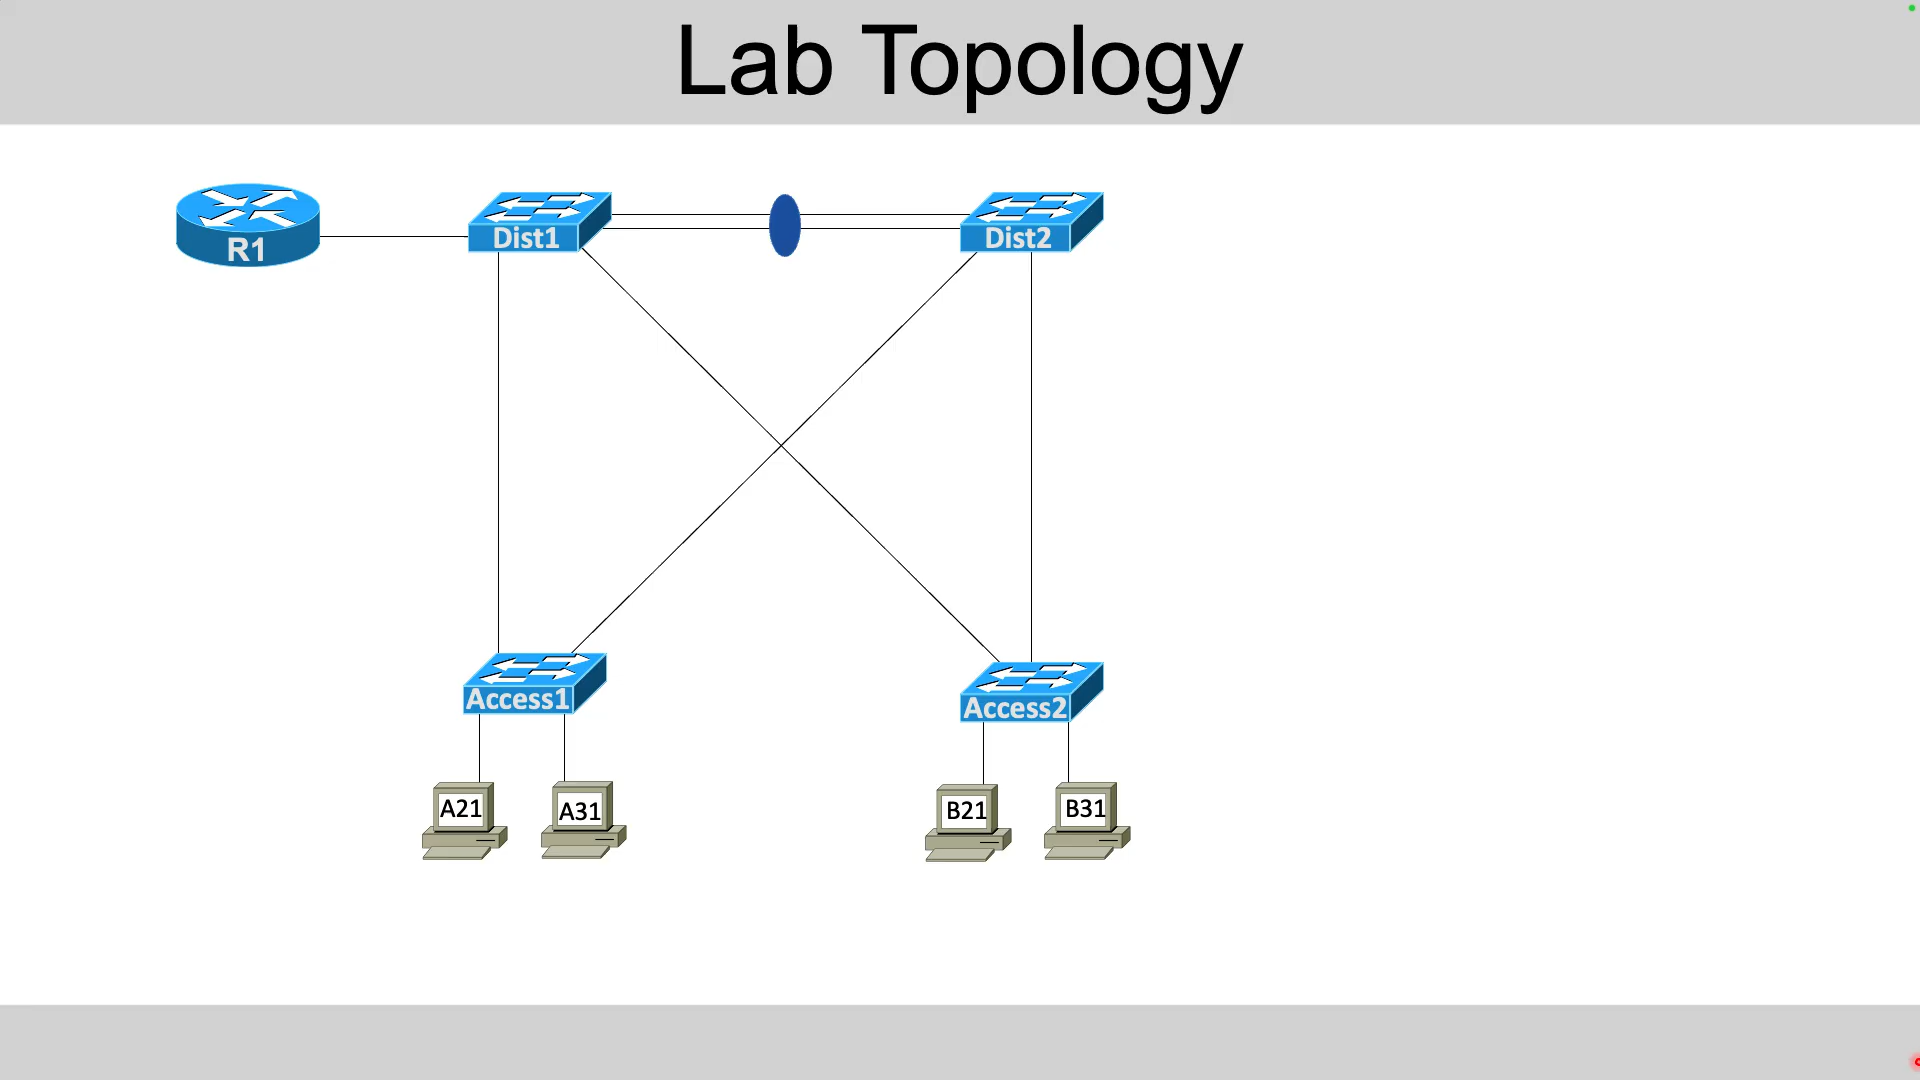 Lab Topology
R1
Dist1
Dist2
Access1
Access2
A21
A31
B21
B31